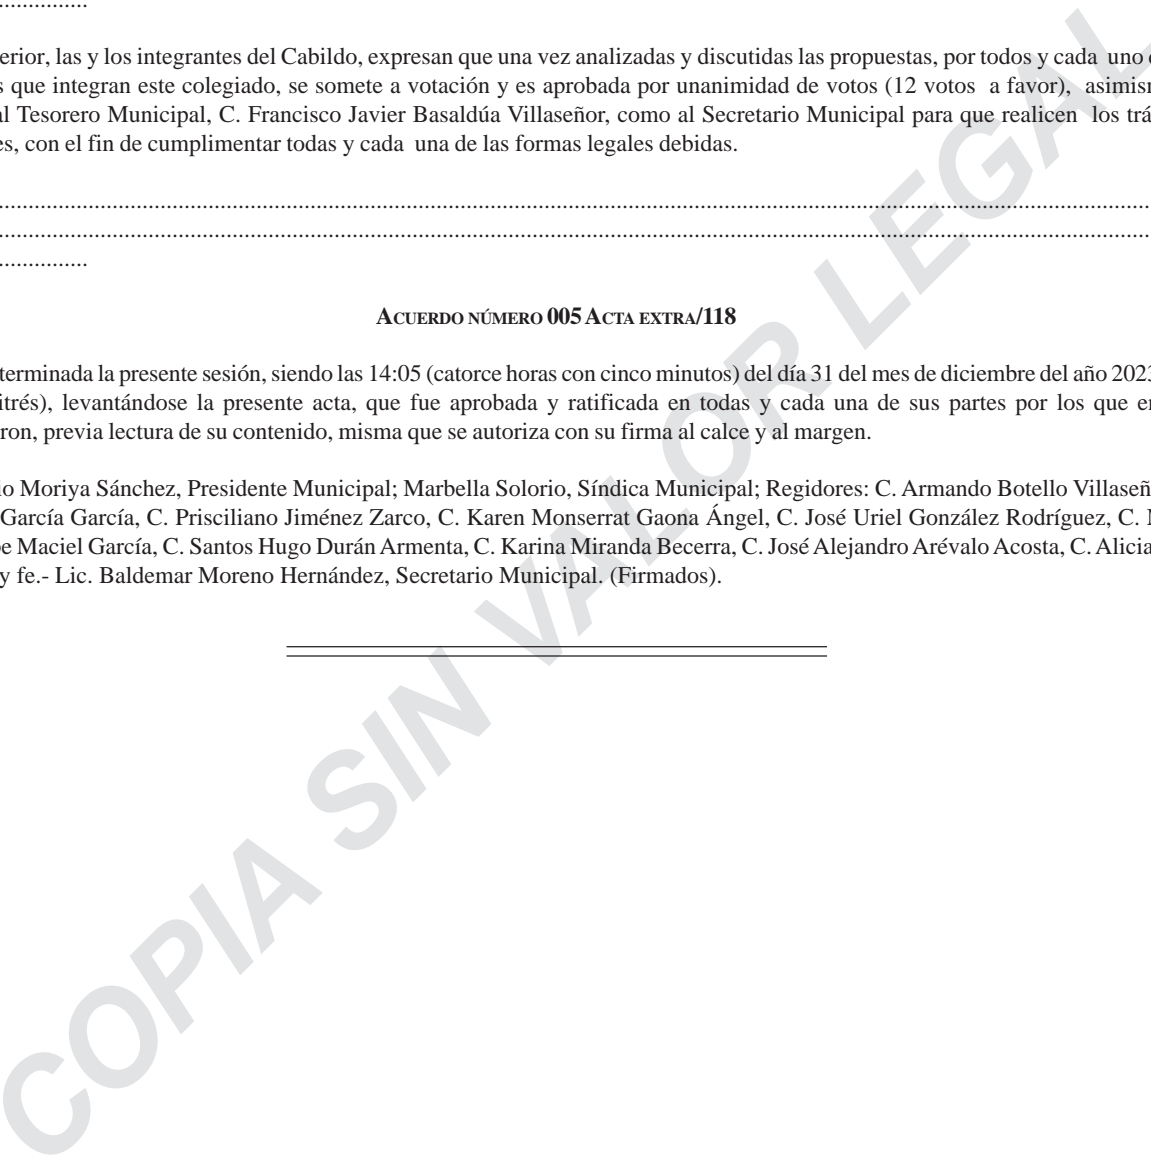 ...............
erior, las y los integrantes del Cabildo, expresan que una vez analizadas y discutidas las propuestas, por todos y cada uno
s que integran este colegiado, se somete a votación y es aprobada por unanimidad de votos (12 votos a favor), asimis
al Tesorero Municipal, C. Francisco Javier Basaldúa Villaseñor, como al Secretario Municipal para que realicen los trá
es, con el fin de cumplimentar todas y cada una de las formas legales debidas.
...............
ACUERDO NÚMERO 005 ACTA EXTRA/118
terminada la presente sesión, siendo las 14:05 (catorce horas con cinco minutos) del día 31 del mes de diciembre del año 2023
itrés), levantándose la presente acta, que fue aprobada y ratificada en todas y cada una de sus partes por los que e
ron, previa lectura de su contenido, misma que se autoriza con su firma al calce y al margen.
io Moriya Sánchez, Presidente Municipal; Marbella Solorio, Síndica Municipal; Regidores: C. Armando Botello Villaseñ
García García, C. Prisciliano Jiménez Zarco, C. Karen Monserrat Gaona Ángel, C. José Uriel González Rodríguez, C.
e Maciel García, C. Santos Hugo Durán Armenta, C. Karina Miranda Becerra, C. José Alejandro Arévalo Acosta, C. Alicia
y fe.- Lic. Baldemar Moreno Hernández, Secretario Municipal. (Firmados).
COPIA SIN VALOR LEGAL